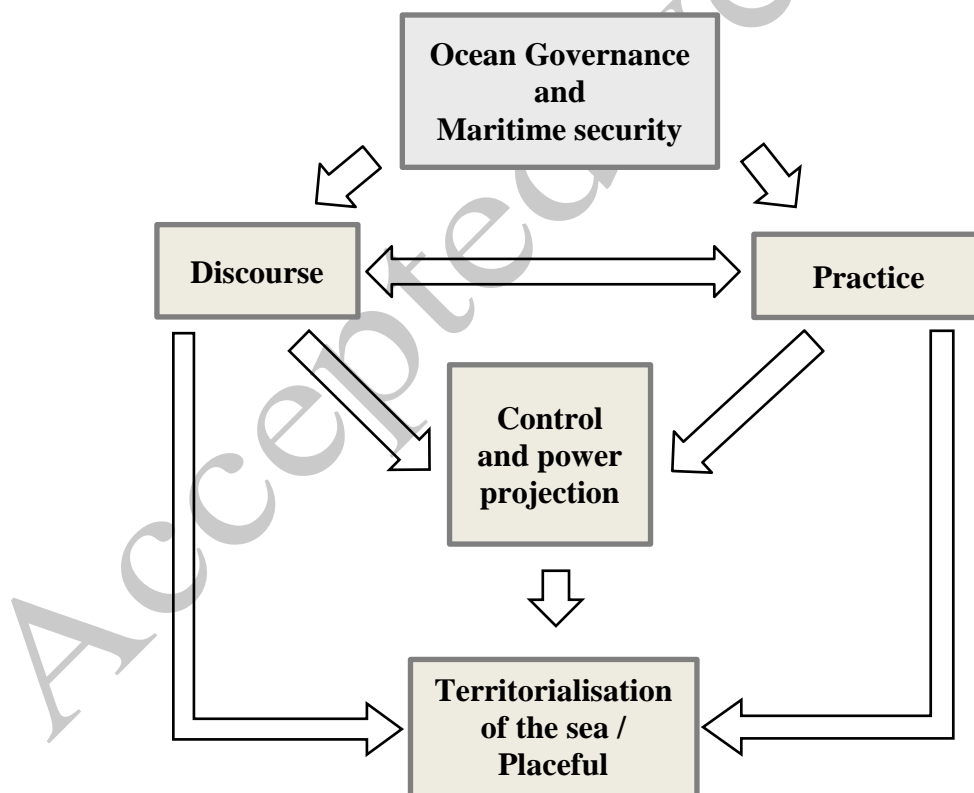 Ocean Governance
and
Maritime security
Discourse
Practice
Control
and power
projection
Territorialisation
of the sea /
Placeful
Accepted